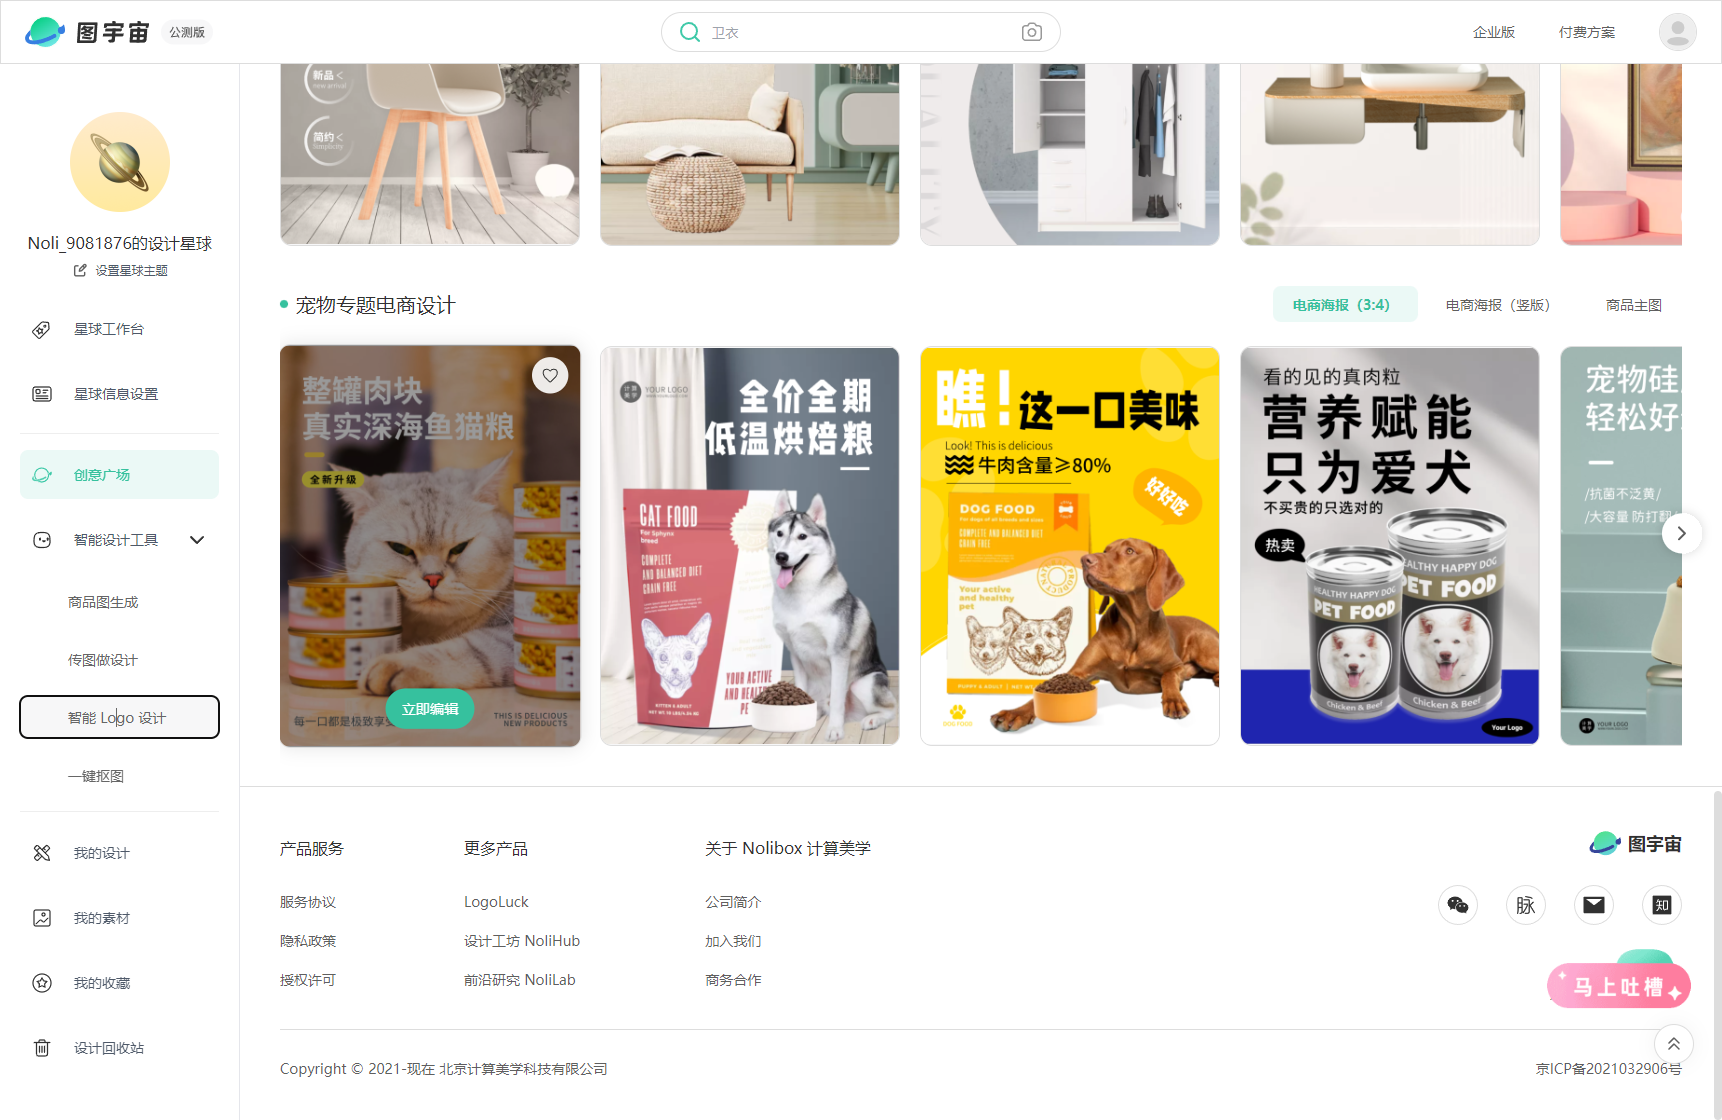 图宇宙
公测版
卫衣
企业版
付费方案
Noli_9081876的设计星球
设置星球主题
星球工作台
星球信息设置
创意广场
智能设计工具
商品图生成
传图做设计
智能 Logo 设计
一键抠图
我的设计
我的素材
我的收藏
设计回收站
新品 <
new arrival
简约 <
Simplicity
宠物专题电商设计
电商海报（3:4）
电商海报（竖版）
商品主图
整罐肉块
真实深海鱼猫粮
全新升级
每一口都是极致享受
立即编辑
THIS IS DELICIOUS
NEW PRODUCTS
计算
美学
YOUR LOGO
全价全期
低温烘焙粮
CAT FOOD
For Sphynx
breed
COMPLETE
AND BALANCED DIET
GRAIN FREE
YOUR ACTIVE
AND HEALTHY
瞧！这一口美味
Look! This is delicious
牛肉含量≥80%
好好吃
DOG FOOD
COMPLETE AND BALANCED DIET
GRAIN FREE
Your active
and healthy
pet
DOG FOOD
看的见的真肉粒
营养赋能
只为爱犬
不买贵的只选对的
热卖
HEALTHY HAPPY DOG
PET FOOD
Chicken & Beef
HEALTHY HAPPY DOG
PET FOOD
Chicken & Beef
Your Logo
宠物硅
轻松好
/抗菌不泛黄/
/大容量 防打翻
YOUR LOGO
产品服务
服务协议
隐私政策
授权许可
更多产品
LogoLuck
设计工坊 NoliHub
前沿研究 NoliLab
关于 Nolibox 计算美学
公司简介
加入我们
商务合作
图宇宙
脉
知
马上吐槽
Copyright © 2021-现在 北京计算美学科技有限公司
京ICP备2021032906号